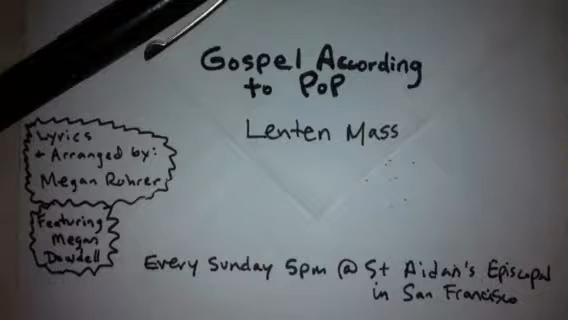 Gospel According
to PoP
Lenten Mass
Lyrics
+ Arranged by:
Megan Rohrer
Featuring
Megan
Dowdell
Every Sunday 5pm @ St Aidan's Episcopal
in San Francisco